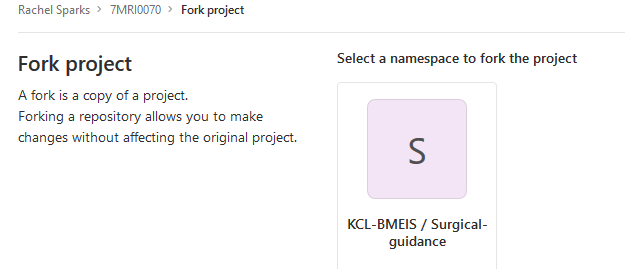 Rachel Sparks > 7MRI0070 > Fork project
Fork project
A fork is a copy of a project.
Forking a repository allows you to make
changes without affecting the original project.
Select a namespace to fork the project
S
KCL-BMEIS / Surgical-
guidance